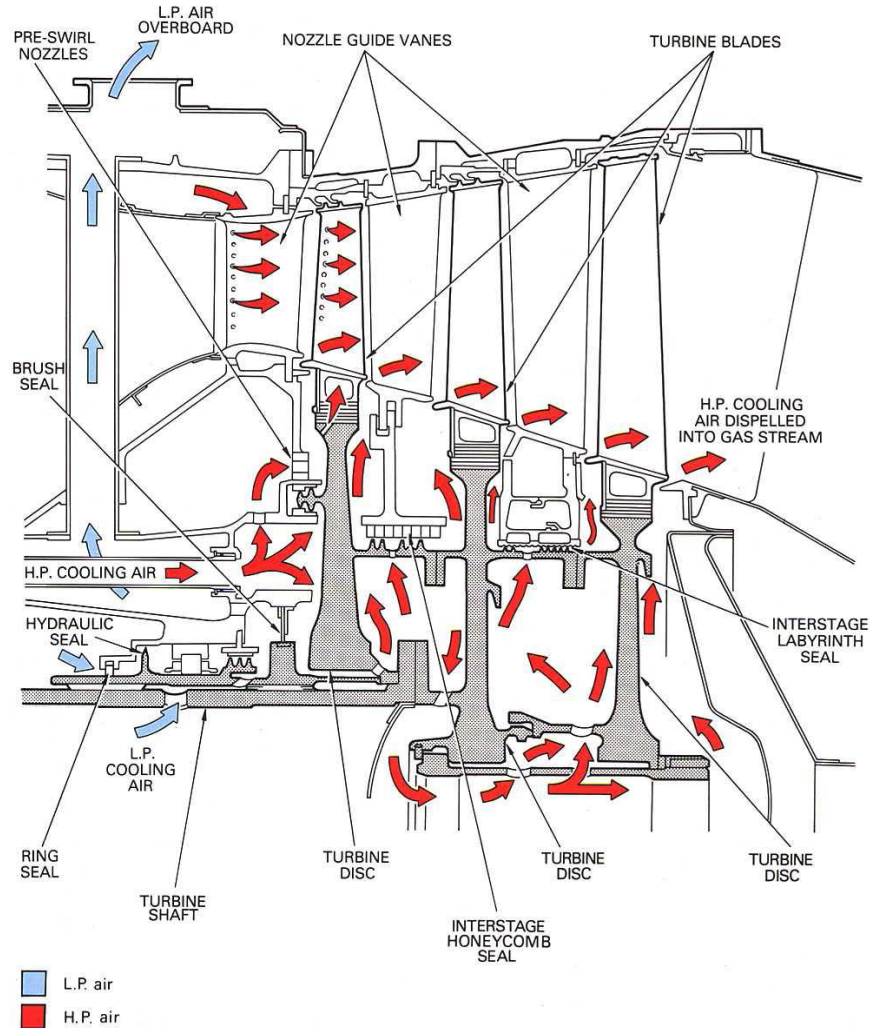 L.P. AIR
OVERBOARD
PRE-SWIRL
NOZZLES
NOZZLE GUIDE VANES
TURBINE BLADES
BRUSH
SEAL
H.P. COOLING
AIR DISPELLED
INTO GAS STREAM
H.P. COOLING AIR
HYDRAULIC
SEAL
INTERSTAGE
LABYRINTH
SEAL
L.P.
COOLING
AIR
RING
SEAL
TURBINE
SHAFT
TURBINE
DISC
INTERSTAGE
HONEYCOMB
SEAL
TURBINE
DISC
TURBINE
DISC
L.P. air
H.P. air